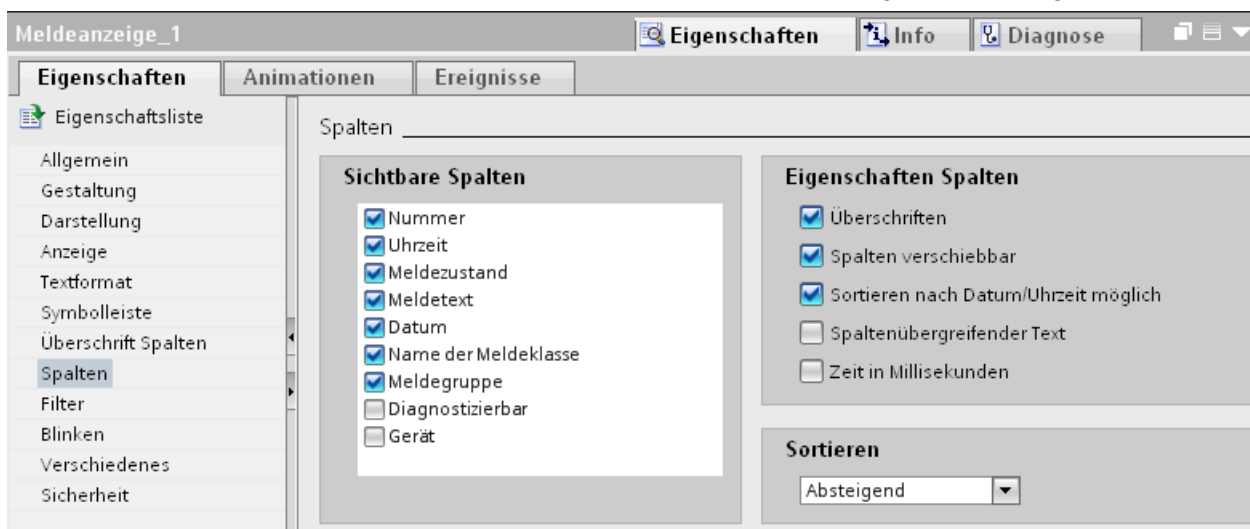 Meldeanzeige_1
Eigenschaften
Info
Diagnose
Eigenschaften
Animationen
Ereignisse
Eigenschaftsliste
Allgemein
Gestaltung
Darstellung
Anzeige
Textformat
Symbolleiste
Überschrift Spalten
Spalten
Filter
Blinken
Verschiedenes
Sicherheit
Spalten
Sichtbare Spalten
Nummer
Uhrzeit
Meldezustand
Meldetext
Datum
Name der Meldeklasse
Meldegruppe
Diagnostizierbar
Gerät
Eigenschaften Spalten
Überschriften
Spalten verschiebbar
Sortieren nach Datum/Uhrzeit möglich
Spaltenübergreifender Text
Zeit in Millisekunden
Sortieren
Absteigend